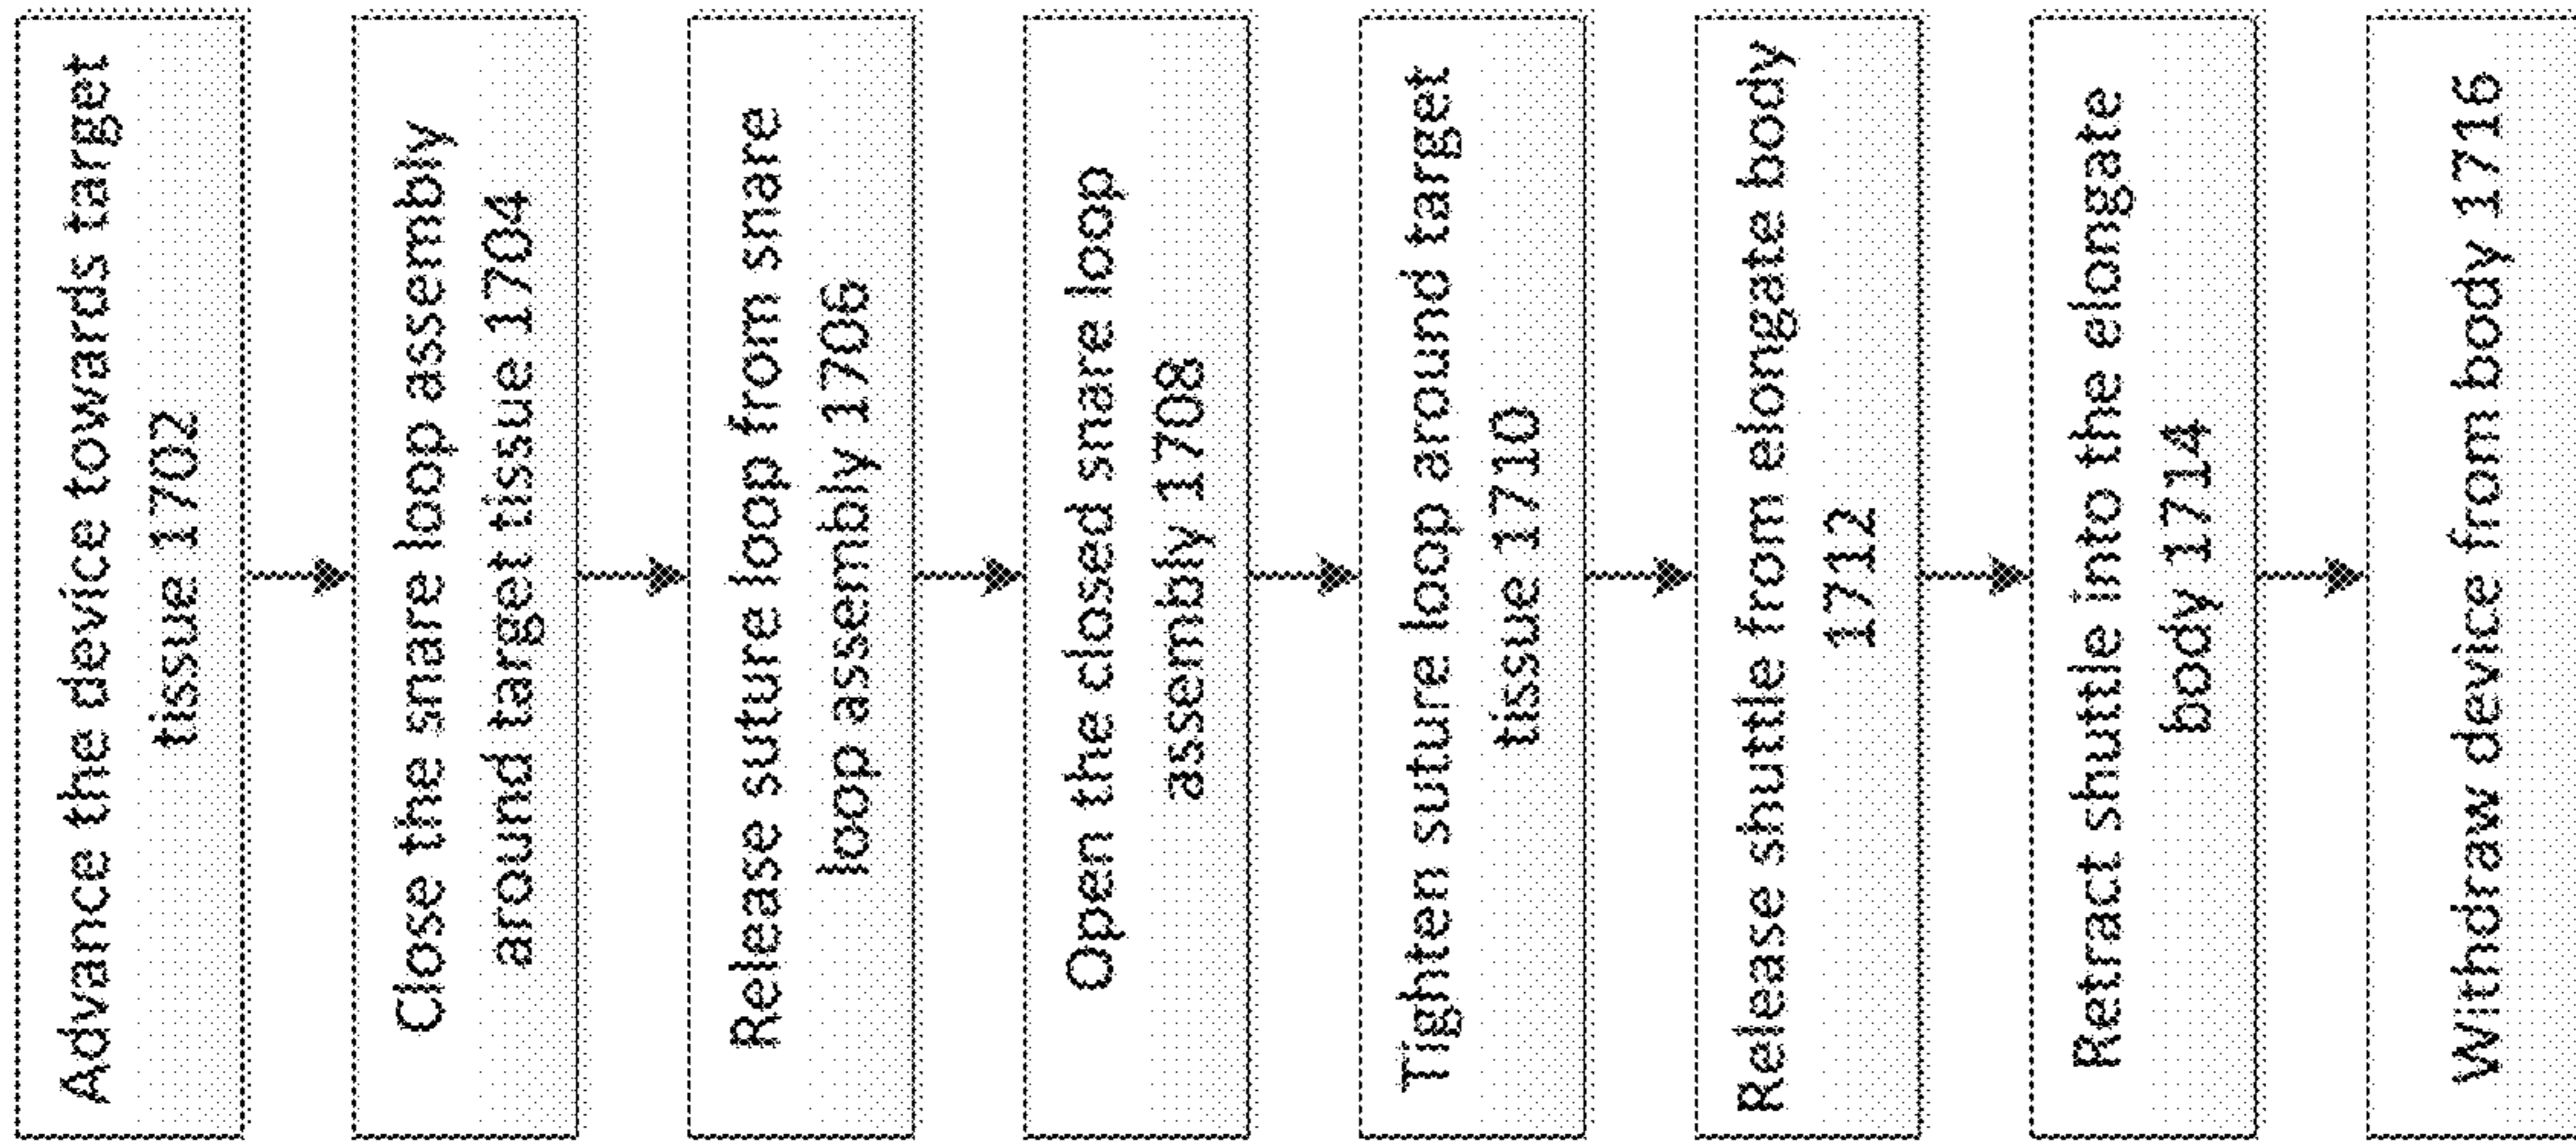 Advance the device towards target
tissue 1702
Close the snare loop assembly
around target tissue 1704
Release suture loop from snare
loop assembly 1706
Open the closed snare loop
assembly 1708
Tighten suture loop around target
tissue 1710
Release shuttle from elongate body
1712
Retract shuttle into the elongate
body 1714
Withdraw device from body 1716